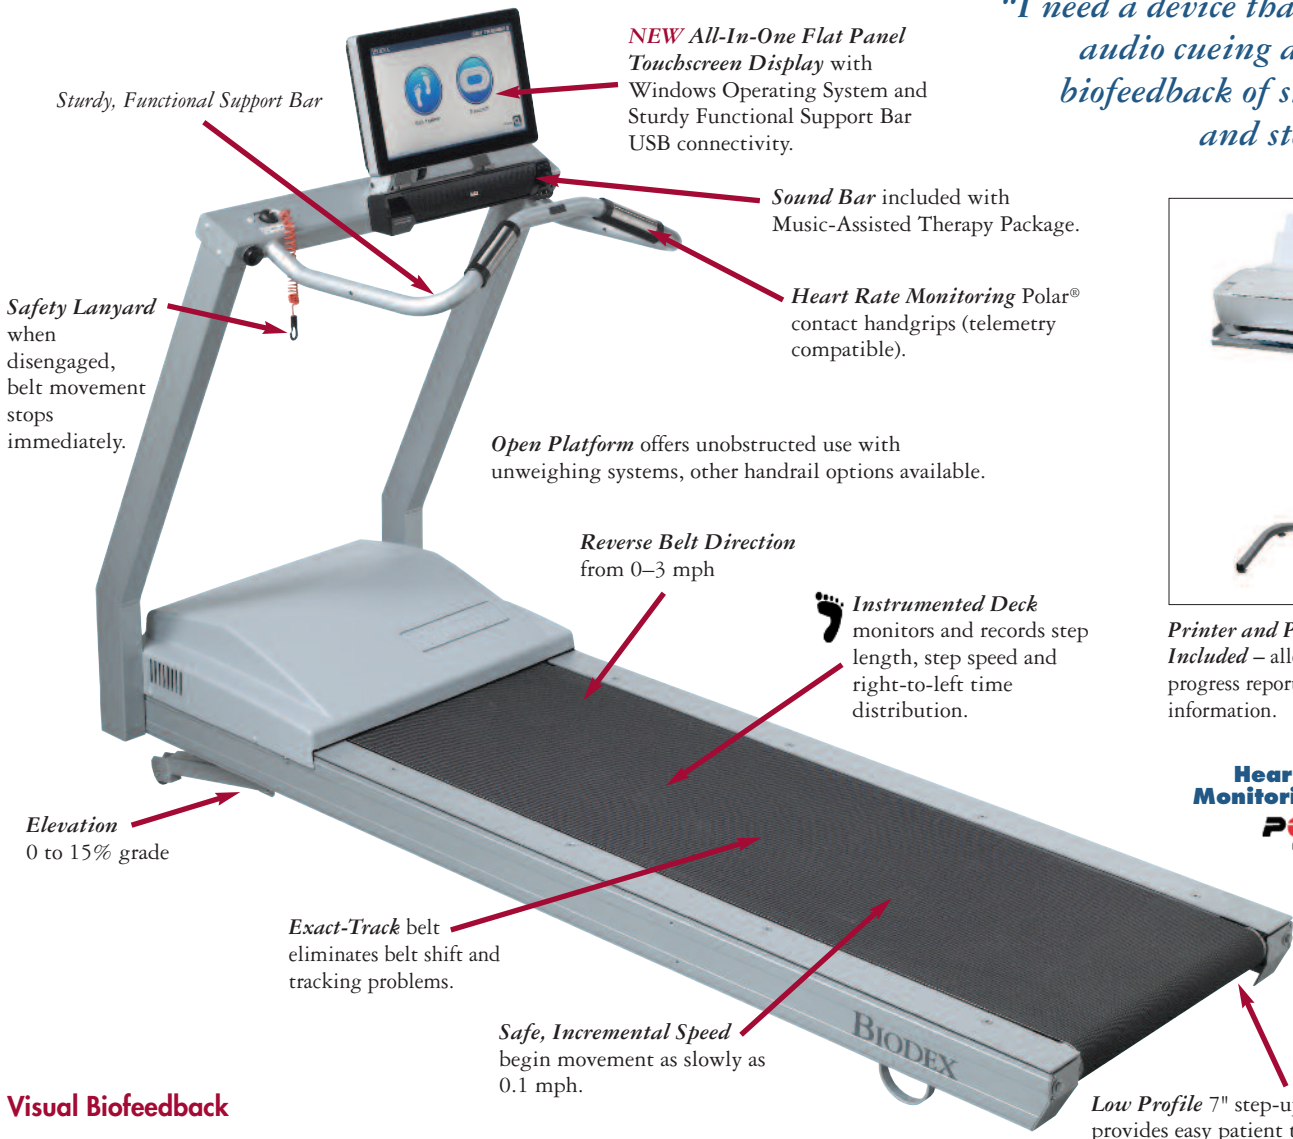 "I need a device
audio cueing
biofeedback of
and
NEW All-In-One Flat Panel
Touchscreen Display with
Windows Operating System and
Sturdy Functional Support Bar
USB connectivity.
Sturdy, Functional Support Bar
Sound Bar included with
Music-Assisted Therapy Package.
Heart Rate Monitoring Polar®
contact handgrips (telemetry
compatible).
Safety Lanyard
when
disengaged,
belt movement
stops
immediately.
Open Platform offers unobstructed use with
unweighing systems, other handrail options available.
Reverse Belt Direction
from 0–3 mph
Instrumented Deck
monitors and records step
length, step speed and
right-to-left time
distribution.
Printer and
Included –
progress
information.
Elevation
0 to 15% grade
Exact-Track belt
eliminates belt shift and
tracking problems.
Safe, Incremental Speed
begin movement as slowly as
0.1 mph.
BIODEX
Low Profile 7" step-up
provides easy patient
Visual Biofeedback